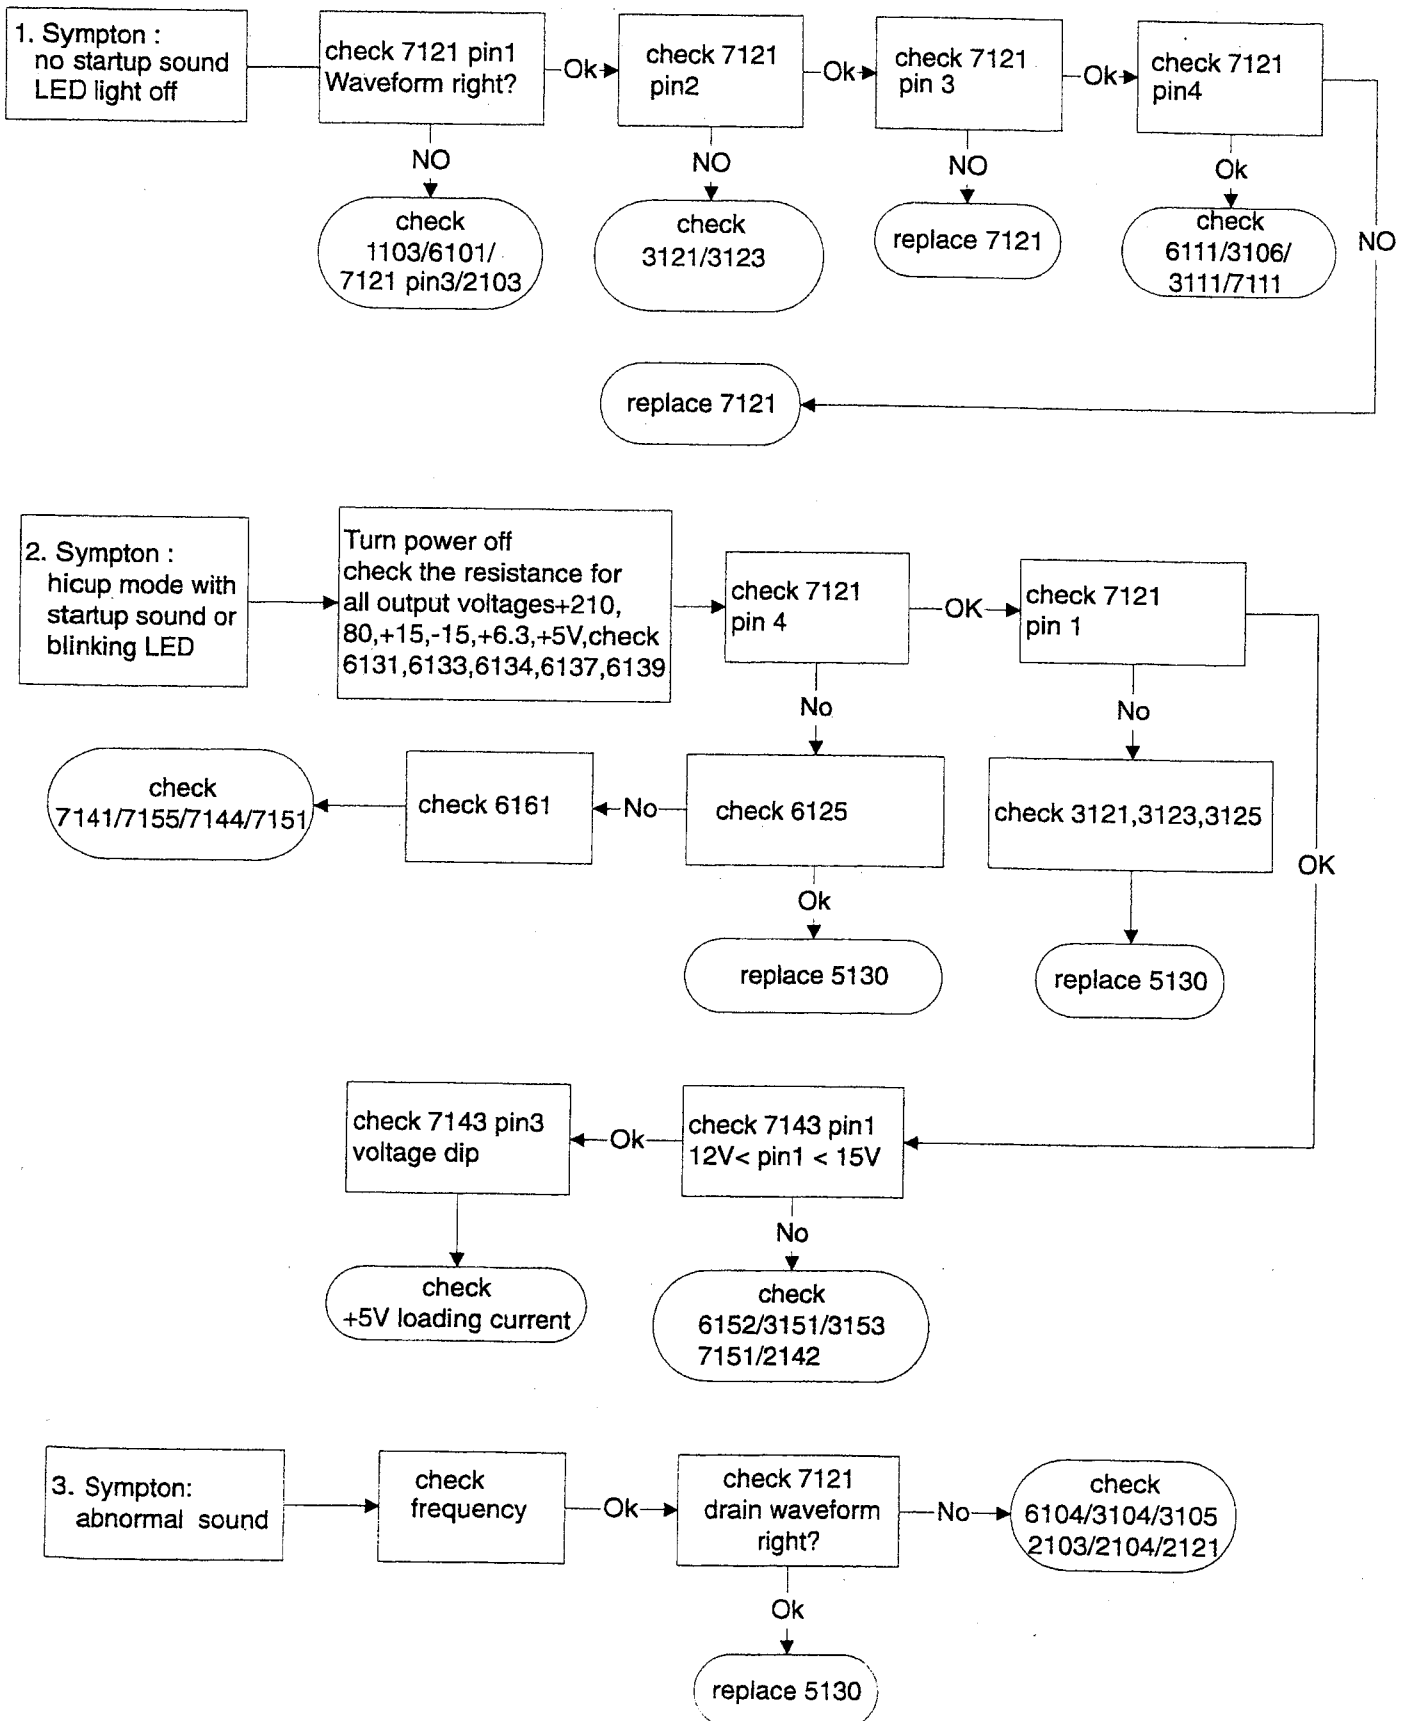 1. Sympton :
no startup sound
LED light off
check 7121 pin1
Waveform right?
Ok
check 7121
pin2
Ok
check 7121
pin 3
Ok
check 7121
pin4
NO
NO
NO
Ok
NO
check
1103/6101/
7121 pin3/2103
check
3121/3123
replace 7121
check
6111/3106/
3111/7111
replace 7121
2. Sympton :
hicup mode with
startup sound or
blinking LED
Turn power off
check the resistance for
all output voltages+210,
80,+15,-15,+6.3,+5V,check
6131,6133,6134,6137,6139
check 7121
pin 4
OK
check 7121
pin 1
No
No
check
7141/7155/7144/7151
check 6161
No
check 6125
check 3121,3123,3125
OK
Ok
replace 5130
replace 5130
check 7143 pin3
voltage dip
Ok
check 7143 pin1
12V< pin1 < 15V
No
check
+5V loading current
check
6152/3151/3153
7151/2142
3. Sympton:
abnormal sound
check
frequency
Ok
check 7121
drain waveform
right?
No
check
6104/3104/3105
2103/2104/2121
Ok
replace 5130